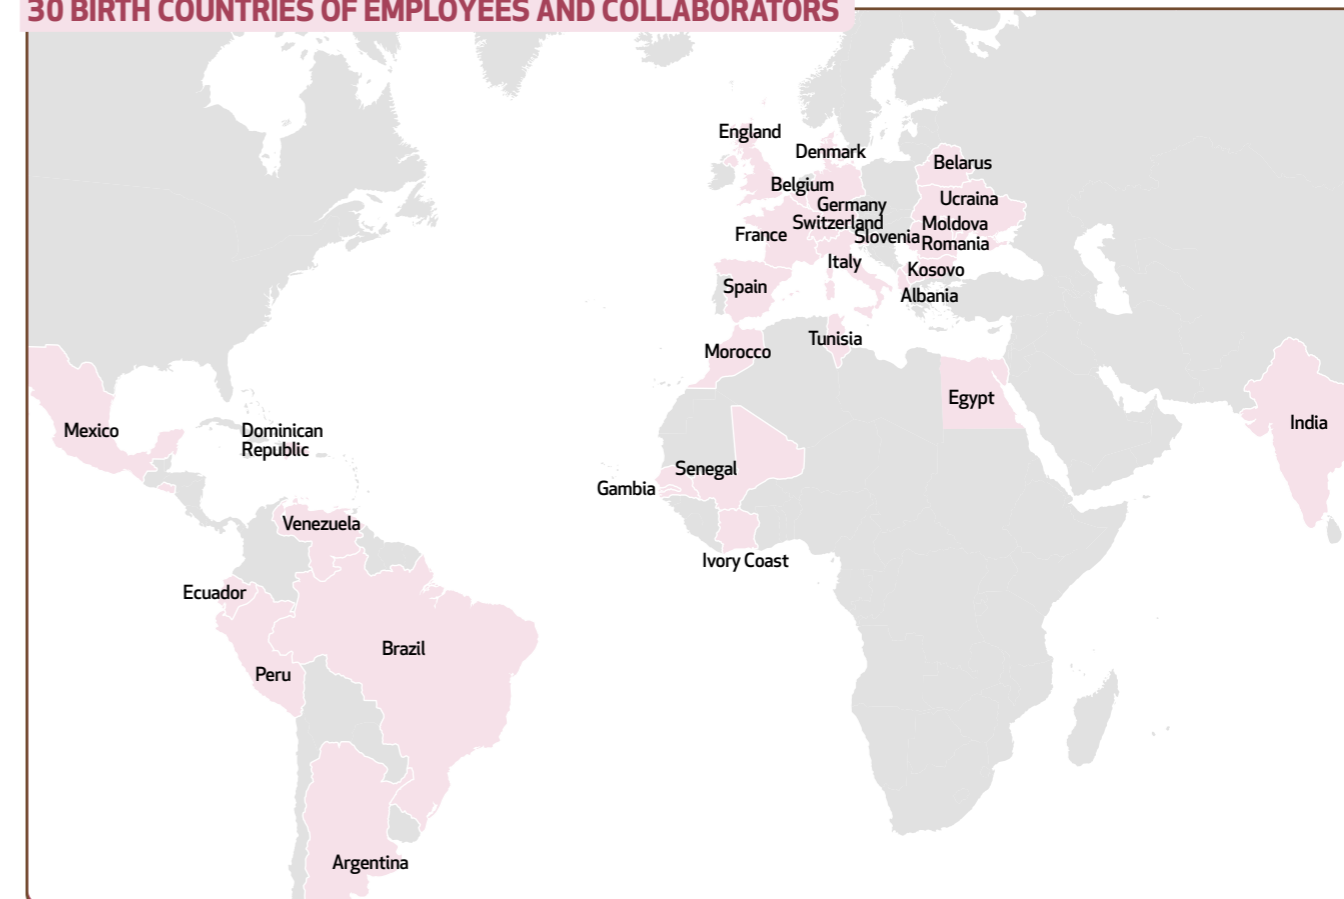 30 BIRTH COUNTRIES OF EMPLOYEES AND COLLABORATORS
England
Denmark
Belarus
Belgium
Germany
Ucraina
Switzerland
Moldova
France
Slovenia
Romania
Italy
Kosovo
Spain
Albania
Tunisia
Morocco
Egypt
India
Mexico
Dominican
Republic
Senegal
Gambia
Venezuela
Ivory Coast
Ecuador
Brazil
Peru
Argentina